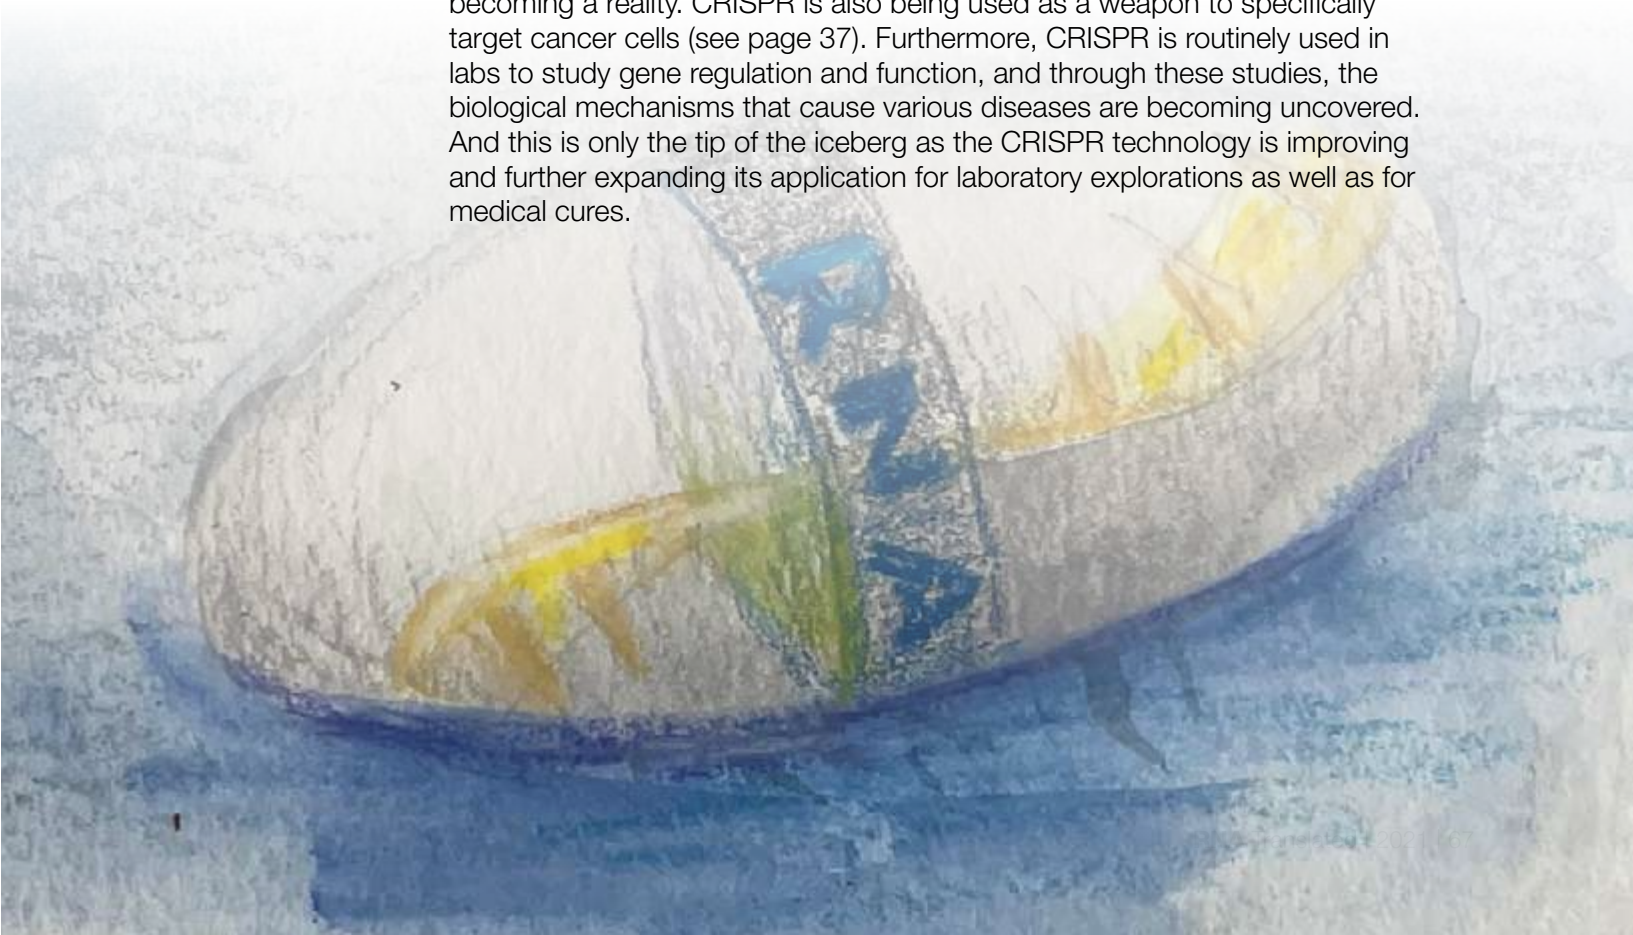 becoming a reality. CRISPR is also being used as a weapon to specifically
target cancer cells (see page 37). Furthermore, CRISPR is routinely used in
labs to study gene regulation and function, and through these studies, the
biological mechanisms that cause various diseases are becoming uncovered.
And this is only the tip of the iceberg as the CRISPR technology is improving
and further expanding its application for laboratory explorations as well as for
medical cures.
RNA